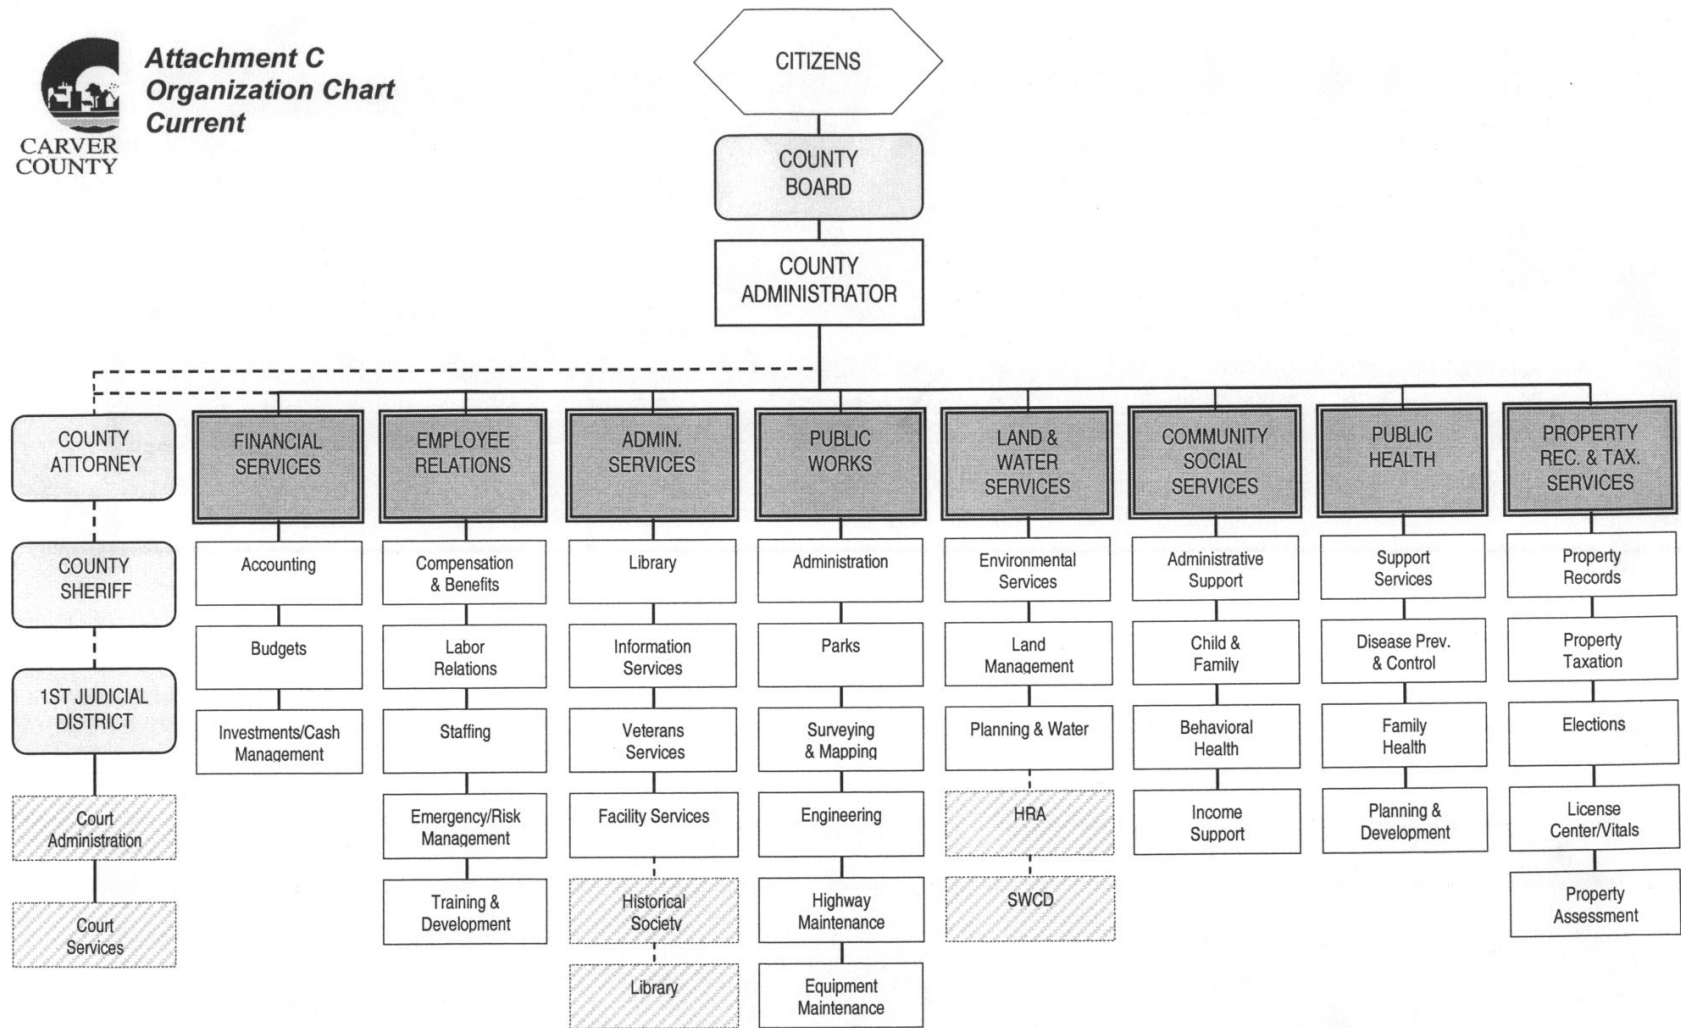 Attachment C
Organization Chart
Current
CARVER
COUNTY
CITIZENS
COUNTY
BOARD
COUNTY
ADMINISTRATOR
COUNTY
ATTORNEY
COUNTY
SHERIFF
1ST JUDICIAL
DISTRICT
Court
Administration
Court
Services
FINANCIAL
SERVICES
Accounting
Budgets
Investments/Cash
Management
EMPLOYEE
RELATIONS
Compensation
& Benefits
Labor
Relations
Staffing
Emergency/Risk
Management
Training &
Development
ADMIN.
SERVICES
Library
Information
Services
Veterans
Services
Facility Services
Historical
Society
Library
PUBLIC
WORKS
Administration
Parks
Surveying
& Mapping
Engineering
Highway
Maintenance
Equipment
Maintenance
LAND &
WATER
SERVICES
Environmental
Services
Land
Management
Planning & Water
HRA
SWCD
COMMUNITY
SOCIAL
SERVICES
Administrative
Support
Child &
Family
Behavioral
Health
Income
Support
PUBLIC
HEALTH
Support
Services
Disease Prev.
& Control
Family
Health
Planning &
Development
PROPERTY
REC. & TAX.
SERVICES
Property
Records
Property
Taxation
Elections
License
Center/Vitals
Property
Assessment